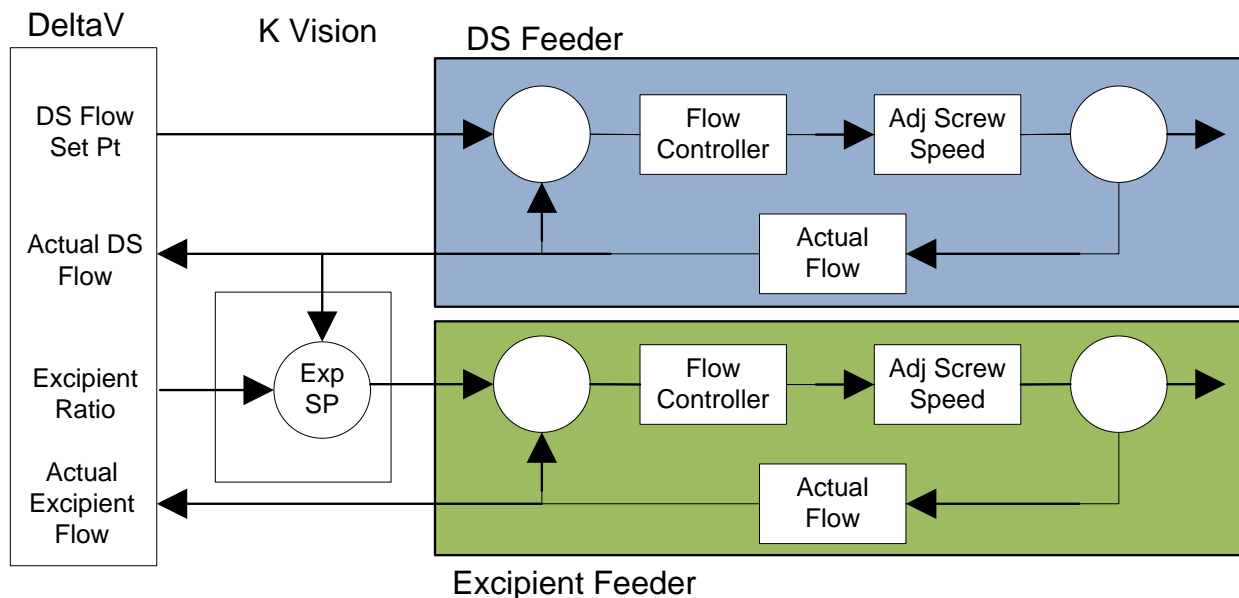 DeltaV
K Vision
DS Feeder
DS Flow
Set Pt
Flow
Controller
Adj Screw
Speed
Actual DS
Flow
Actual
Flow
Excipient
Ratio
Exp
SP
Flow
Controller
Adj Screw
Speed
Actual
Excipient
Flow
Actual
Flow
Excipient Feeder